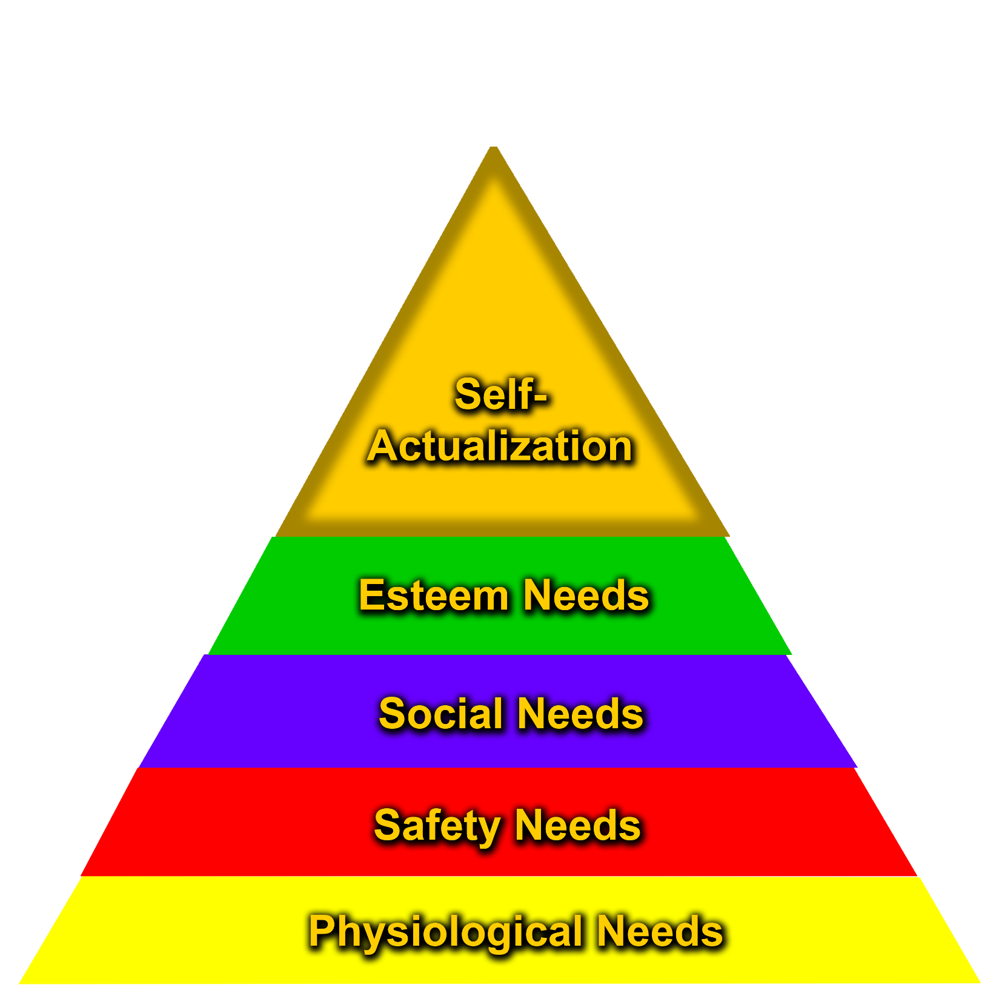 Self-
Actualization
Esteem Needs
Social Needs
Safety Needs
Physiological Needs